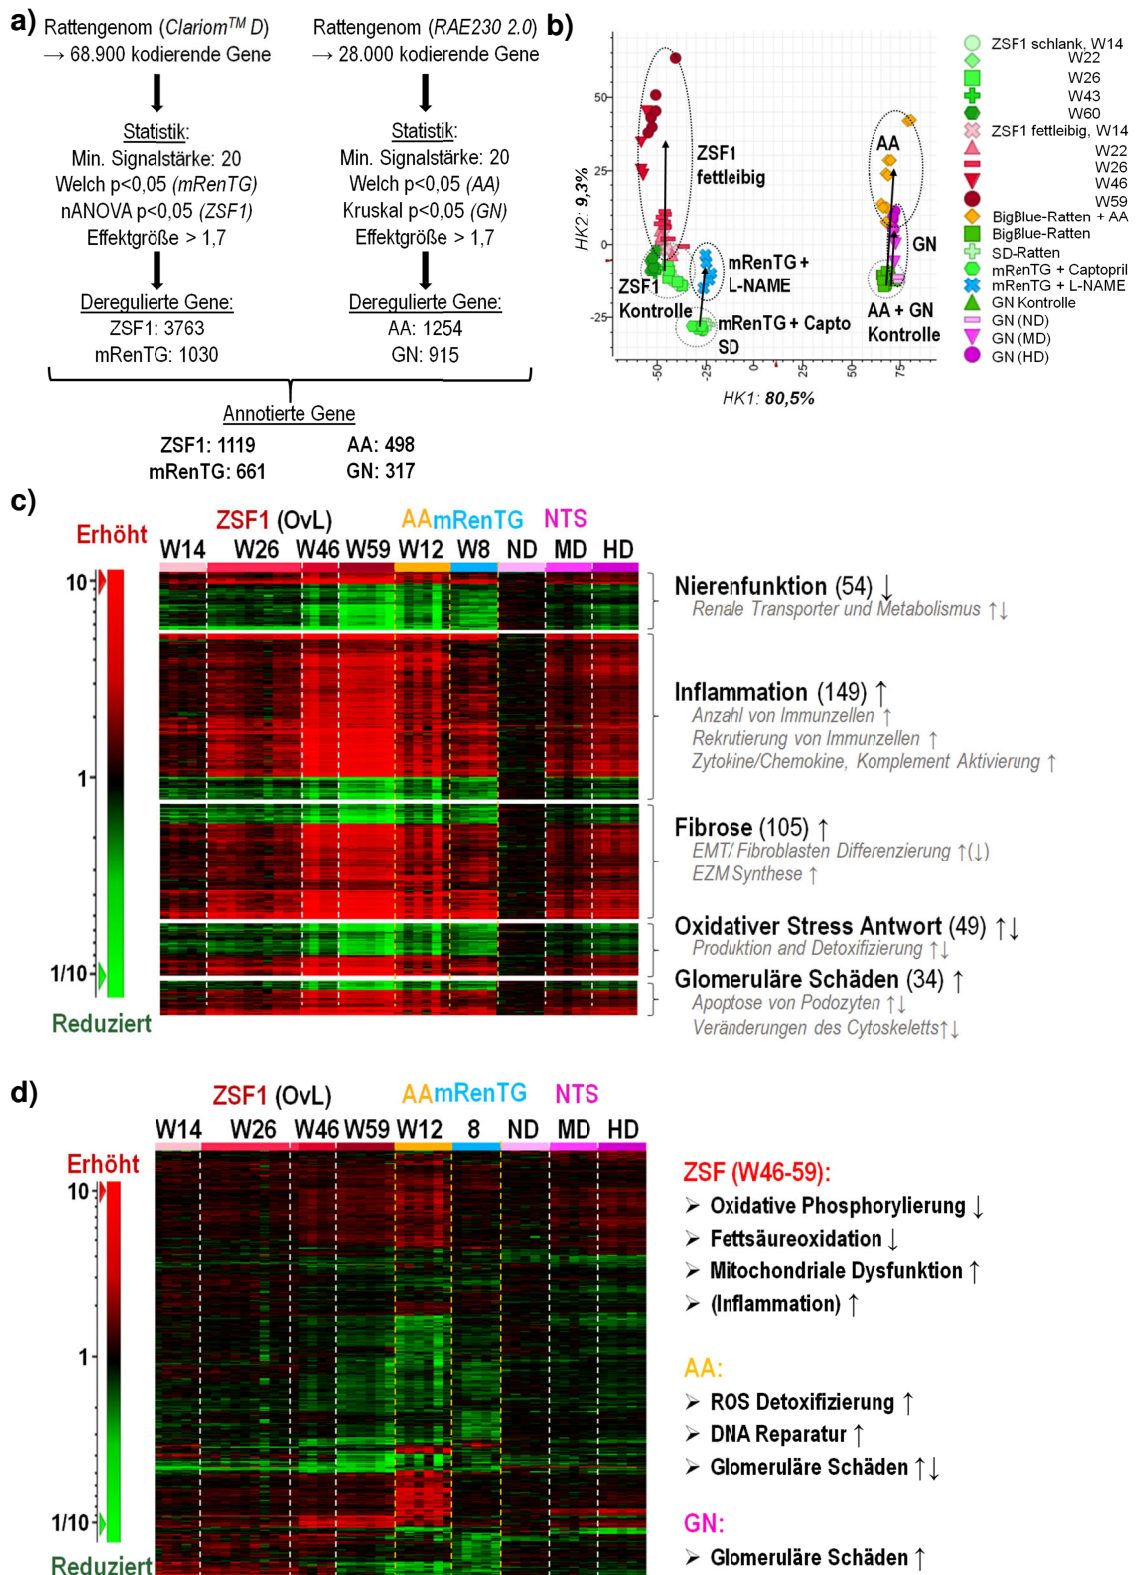 a)
Rattengenom (Clariom™ D)
→ 68.900 kodierende Gene
Statistik:
Min. Signalstärke: 20
Welch p<0,05 (mRenTG)
nANOVA p<0,05 (ZSF1)
Effektgröße > 1,7
Deregulierte Gene:
ZSF1: 3763
mRenTG: 1030
Rattengenom (RAE230 2.0)
→ 28.000 kodierende Gene
Statistik:
Min. Signalstärke: 20
Welch p<0,05 (AA)
Kruskal p<0,05 (GN)
Effektgröße > 1,7
Deregulierte Gene:
AA: 1254
GN: 915
Annotierte Gene
ZSF1: 1119 AA: 498
mRenTG: 661 GN: 317
b)
HK2: 9,3%
50
25
0
-25
-50
-25
0
25
50
75
HK1: 80,5%
ZSF1
fettleibig
ZSF1
Kontrolle
mRenTG +
L-NAME
mRenTG + Capto
SD
AA
GN
AA + GN
Kontrolle
ZSF1 schlank, W14
W22
W26
W43
W60
ZSF1 fettleibig, W14
W22
W26
W46
W59
BigBlue-Ratten + AA
BigBlue-Ratten
SD-Ratten
mRenTG + Captopril
mRenTG + L-NAME
GN Kontrolle
GN (ND)
GN (MD)
GN (HD)
c)
ZSF1 (OvL) AA mRenTG NTS
W14 W26 W46 W59 W12 W8 ND MD HD
Erhöht
10
1
1/10
Reduziert
Nierenfunktion (54) ↓
Renale Transporter und Metabolismus ↑↓
Inflammation (149) ↑
Anzahl von Immunzellen ↑
Rekrutierung von Immunzellen ↑
Zytokine/Chemokine, Komplement Aktivierung ↑
Fibrose (105) ↑
EMT/ Fibroblasten Differenzierung ↑(↓)
EZM Synthese ↑
Oxidativer Stress Antwort (49) ↑↓
Produktion and Detoxifizierung ↑↓
Glomeruläre Schäden (34) ↑
Apoptose von Podozyten ↑↓
Veränderungen des Cytoskeletts↑↓
d)
ZSF1 (OvL) AA mRenTG NTS
W14 W26 W46 W59 W12 8 ND MD HD
Erhöht
10
1
1/10
Reduziert
ZSF (W46-59):
➢ Oxidative Phosphorylierung ↓
➢ Fettsäureoxidation ↓
➢ Mitochondriale Dysfunktion ↑
➢ (Inflammation) ↑
AA:
➢ ROS Detoxifizierung ↑
➢ DNA Reparatur ↑
➢ Glomeruläre Schäden ↑↓
GN:
➢ Glomeruläre Schäden ↑